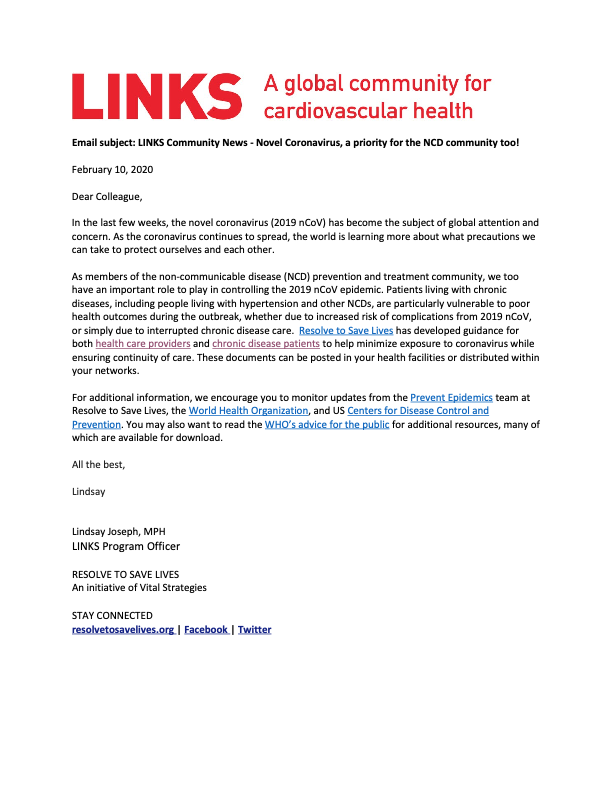 LINKS A global community for
cardiovascular health
Email subject: LINKS Community News - Novel Coronavirus, a priority for the NCD community too!
February 10, 2020
Dear Colleague,
In the last few weeks, the novel coronavirus (2019 nCoV) has become the subject of global attention and
concern. As the coronavirus continues to spread, the world is learning more about what precautions we
can take to protect ourselves and each other.
As members of the non-communicable disease (NCD) prevention and treatment community, we too
have an important role to play in controlling the 2019 nCoV epidemic. Patients living with chronic
diseases, including people living with hypertension and other NCDs, are particularly vulnerable to poor
health outcomes during the outbreak, whether due to increased risk of complications from 2019 nCOV,
or simply due to interrupted chronic disease care. Resolve to Save Lives has developed guidance for
both health care providers and chronic disease patients to help minimize exposure to coronavirus while
ensuring continuity of care. These documents can be posted in your health facilities or distributed within
your networks.
For additional information, we encourage you to monitor updates from the Prevent Epidemics team at
Resolve to Save Lives, the World Health Organization, and US Centers for Disease Control and
Prevention. You may also want to read the WHO's advice for the public for additional resources, many of
which are available for download.
All the best,
Lindsay
Lindsay Joseph, MPH
LINKS Program Officer
RESOLVE TO SAVE LIVES
An initiative of Vital Strategies
STAY CONNECTED
resolvetosavelives.org | Facebook | Twitter